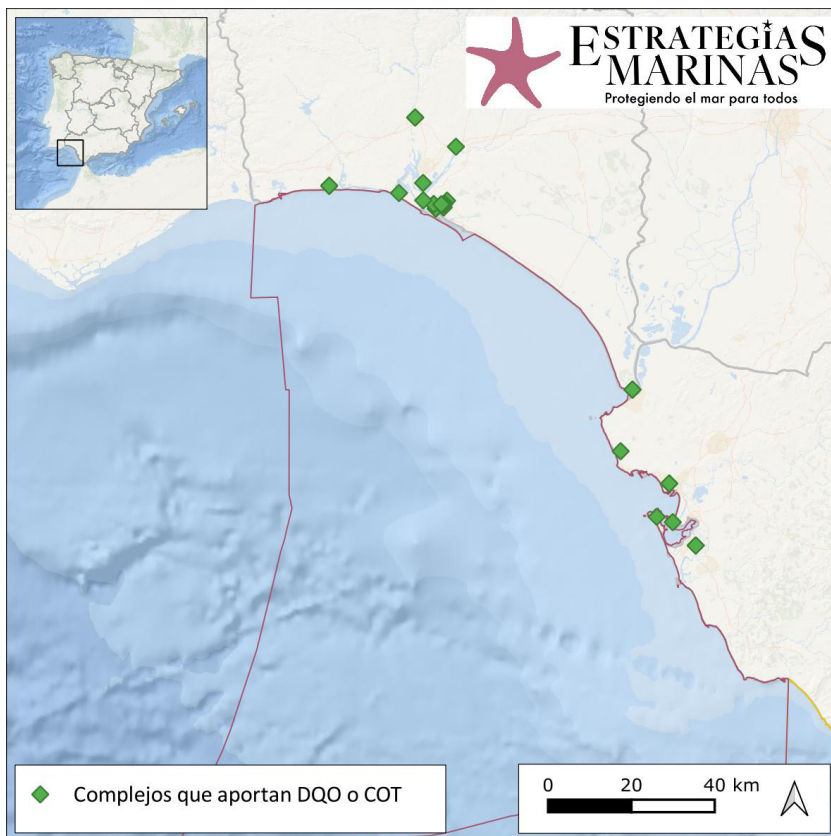 ESTRATEGIAS
MARINAS
Protegiendo el mar para todos
Complejos que aportan DQO o COT
0 20 40 km